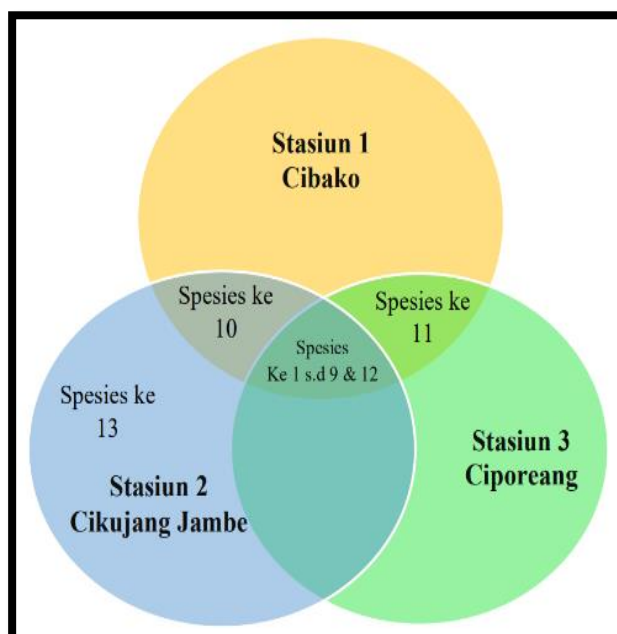 Stasiun 1
Cibako
Spesies ke
10
Spesies ke
11
Spesies
Ke 1 s.d 9 & 12
Spesies ke
13
Stasiun 2
Cikujang Jambe
Stasiun 3
Ciporeang